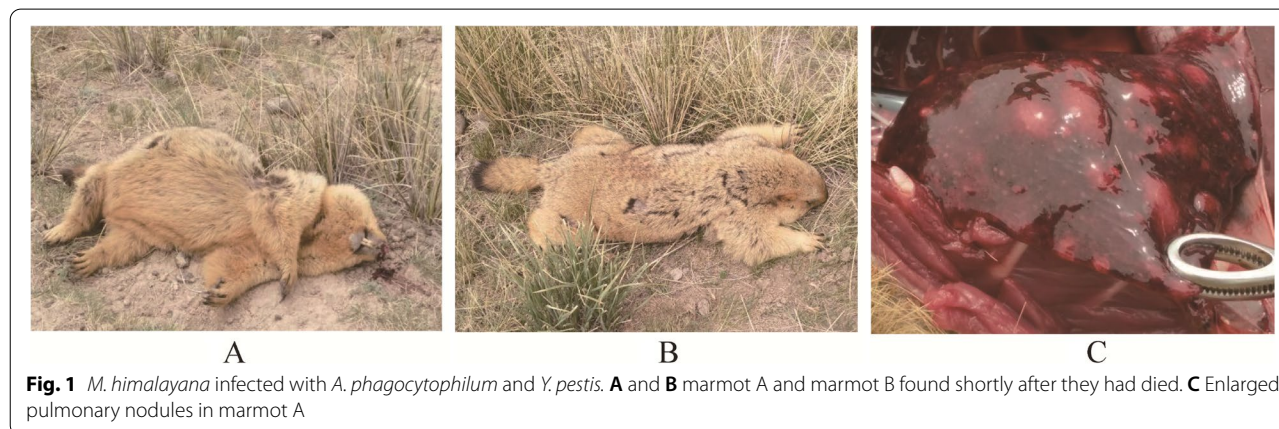 A
B
C
Fig. 1 M. himalayana infected with A. phagocytophilum and Y. pestis. A and B marmot A and marmot B found shortly after they had died. C Enlarged
pulmonary nodules in marmot A